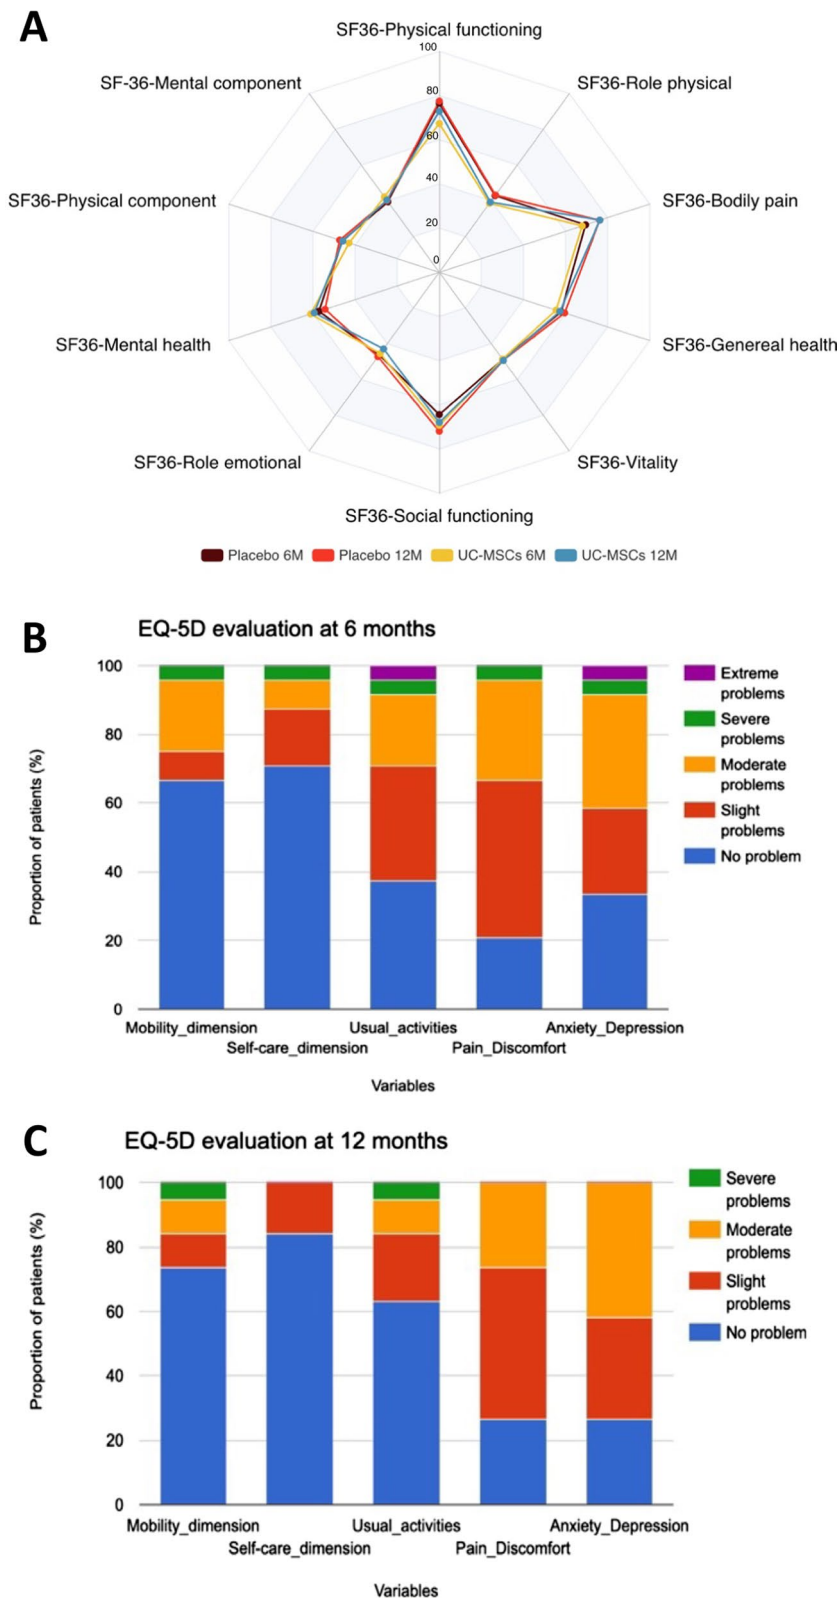 A
SF36-Physical functioning
100
SF-36-Mental component
SF36-Role physical
80
60
SF36-Physical component
SF36-Bodily pain
40
20
0
SF36-Mental health
SF36-Genereal health
SF36-Role emotional
SF36-Vitality
SF36-Social functioning
Placebo 6M Placebo 12M UC-MSCs 6M UC-MSCs 12M
B
EQ-5D evaluation at 6 months
Proportion of patients (%)
100
80
60
40
20
0
Extreme
problems
Severe
problems
Moderate
problems
Slight
problems
No problem
Mobility_dimension Usual_activities Anxiety_Depression
Self-care_dimension Pain_Discomfort
Variables
C
EQ-5D evaluation at 12 months
Proportion of patients (%)
100
80
60
40
20
0
Severe
problems
Moderate
problems
Slight
problems
No problem
Mobility_dimension Usual_activities Anxiety_Depression
Self-care_dimension Pain_Discomfort
Variables